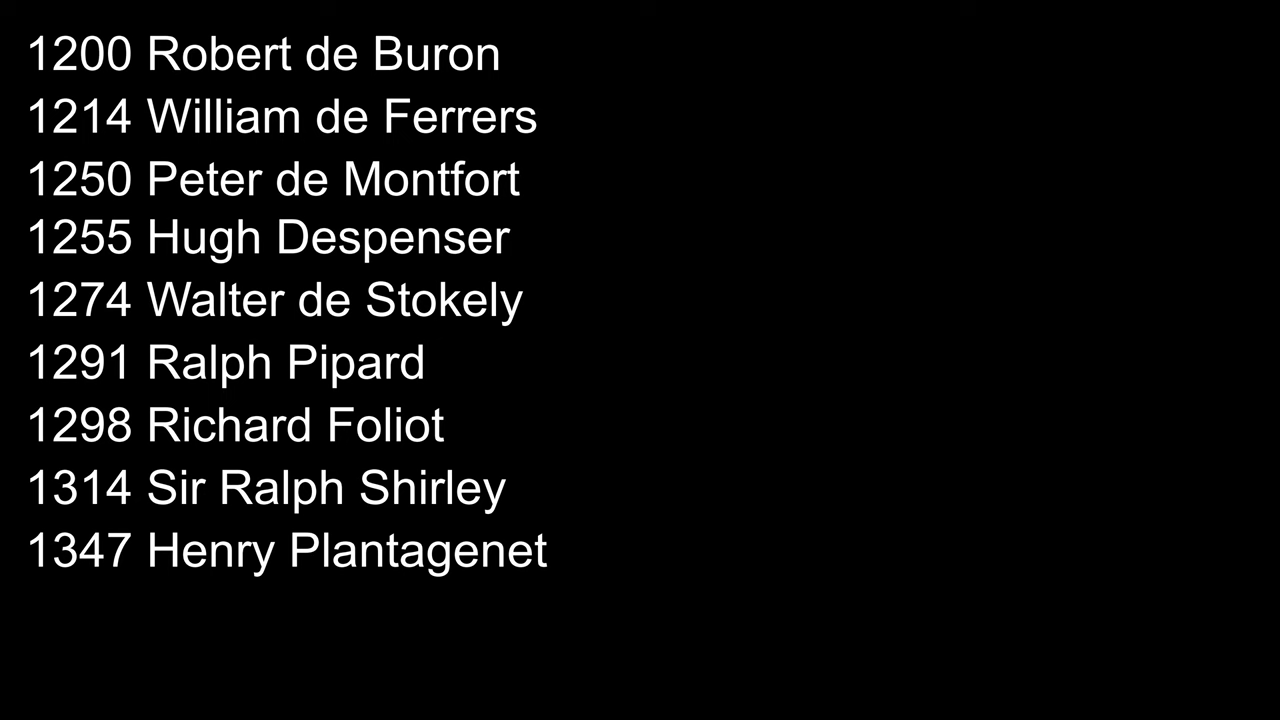 1200 Robert de Buron
1214 William de Ferrers
1250 Peter de Montfort
1255 Hugh Despenser
1274 Walter de Stokely
1291 Ralph Pipard
1298 Richard Foliot
1314 Sir Ralph Shirley
1347 Henry Plantagenet